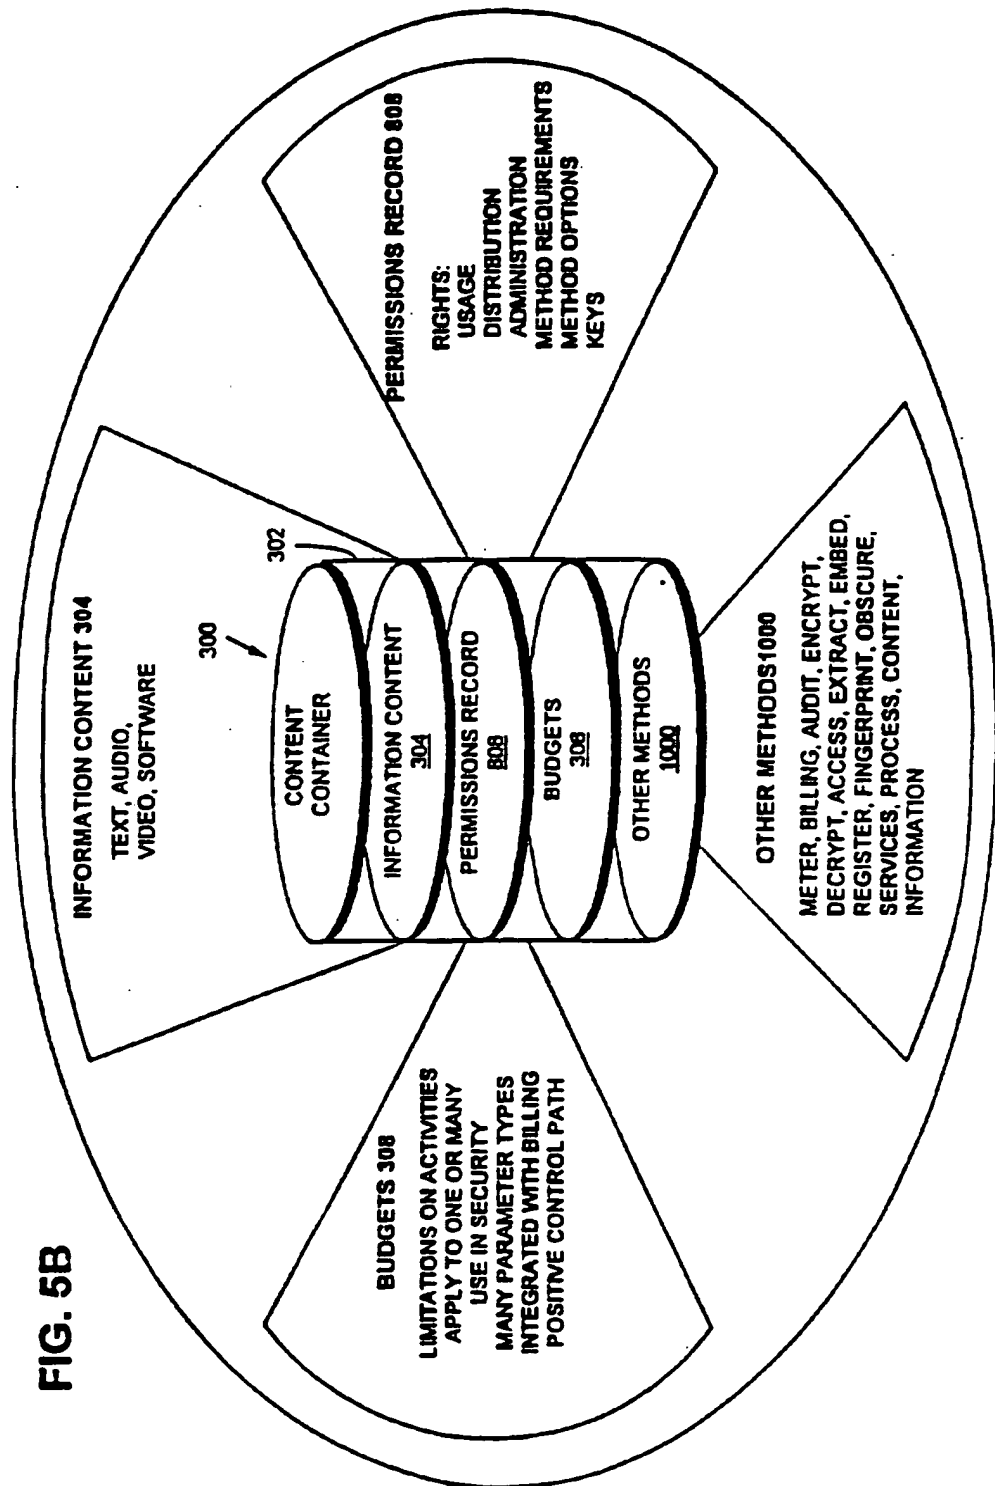 FIG. 5B
INFORMATION CONTENT 304
TEXT, AUDIO,
VIDEO, SOFTWARE
300
302
CONTENT
CONTAINER
INFORMATION CONTENT
304
PERMISSIONS RECORD
808
BUDGETS
308
OTHER METHODS
1000
BUDGETS 308
LIMITATIONS ON ACTIVITIES
APPLY TO ONE OR MANY
USE IN SECURITY
MANY PARAMETER TYPES
INTEGRATED WITH BILLING
POSITIVE CONTROL PATH
PERMISSIONS RECORD 808
RIGHTS:
USAGE
DISTRIBUTION
ADMINISTRATION
METHOD REQUIREMENTS
METHOD OPTIONS
KEYS
OTHER METHODS1000
METER, BILLING, AUDIT, ENCRYPT,
DECRYPT, ACCESS, EXTRACT, EMBED,
REGISTER, FINGERPRINT, OBSCURE,
SERVICES, PROCESS, CONTENT,
INFORMATION